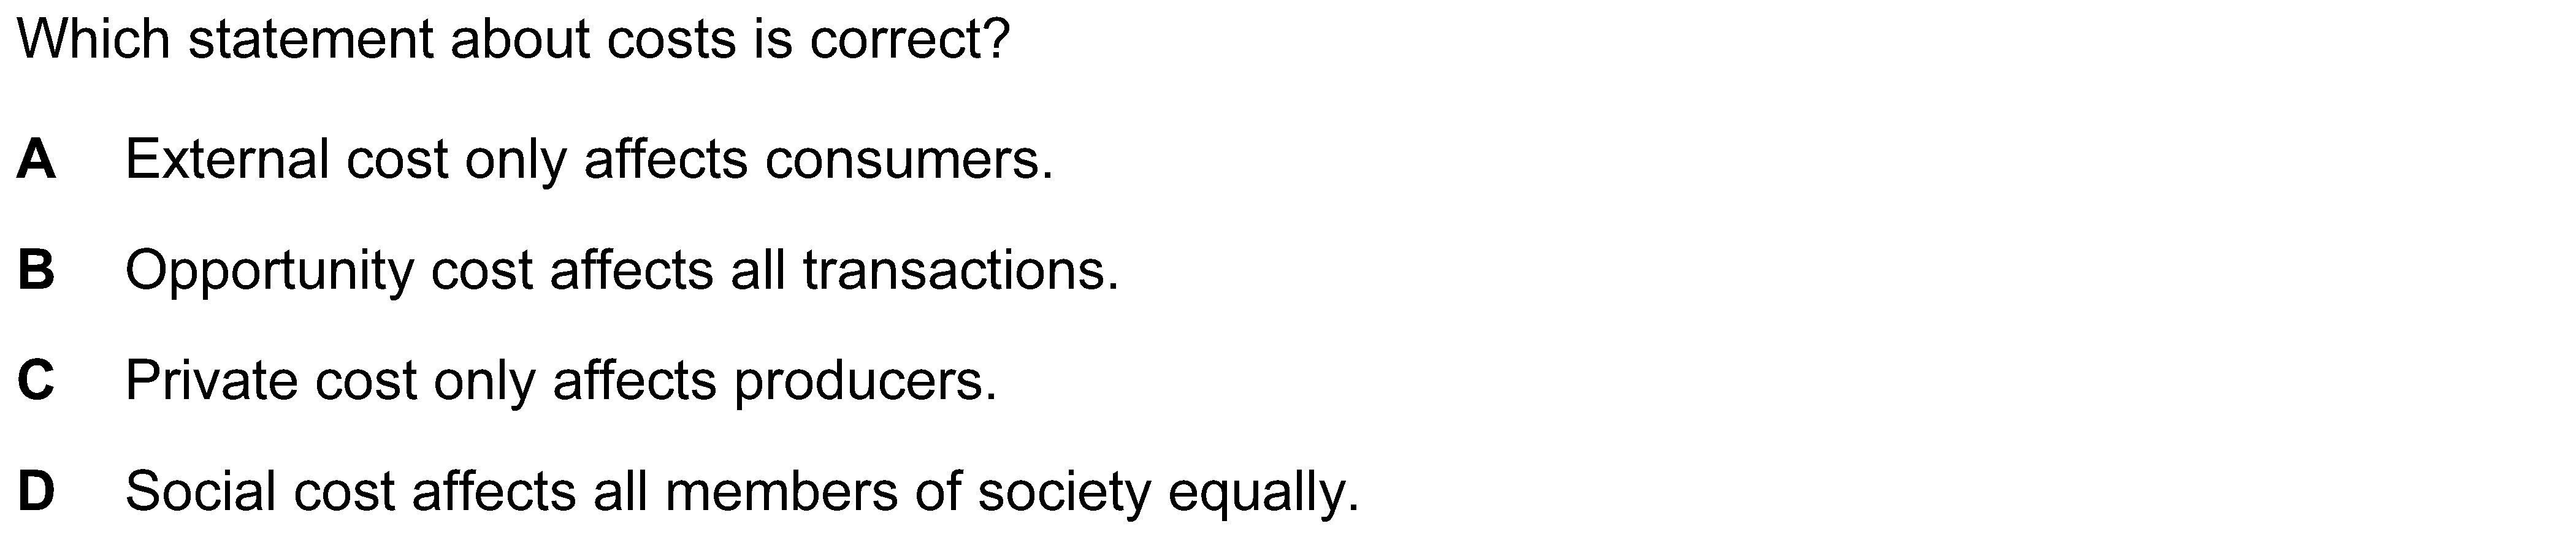 Which statement about costs is correct?
A External cost only affects consumers.
B Opportunity cost affects all transactions.
C Private cost only affects producers.
D Social cost affects all members of society equally.